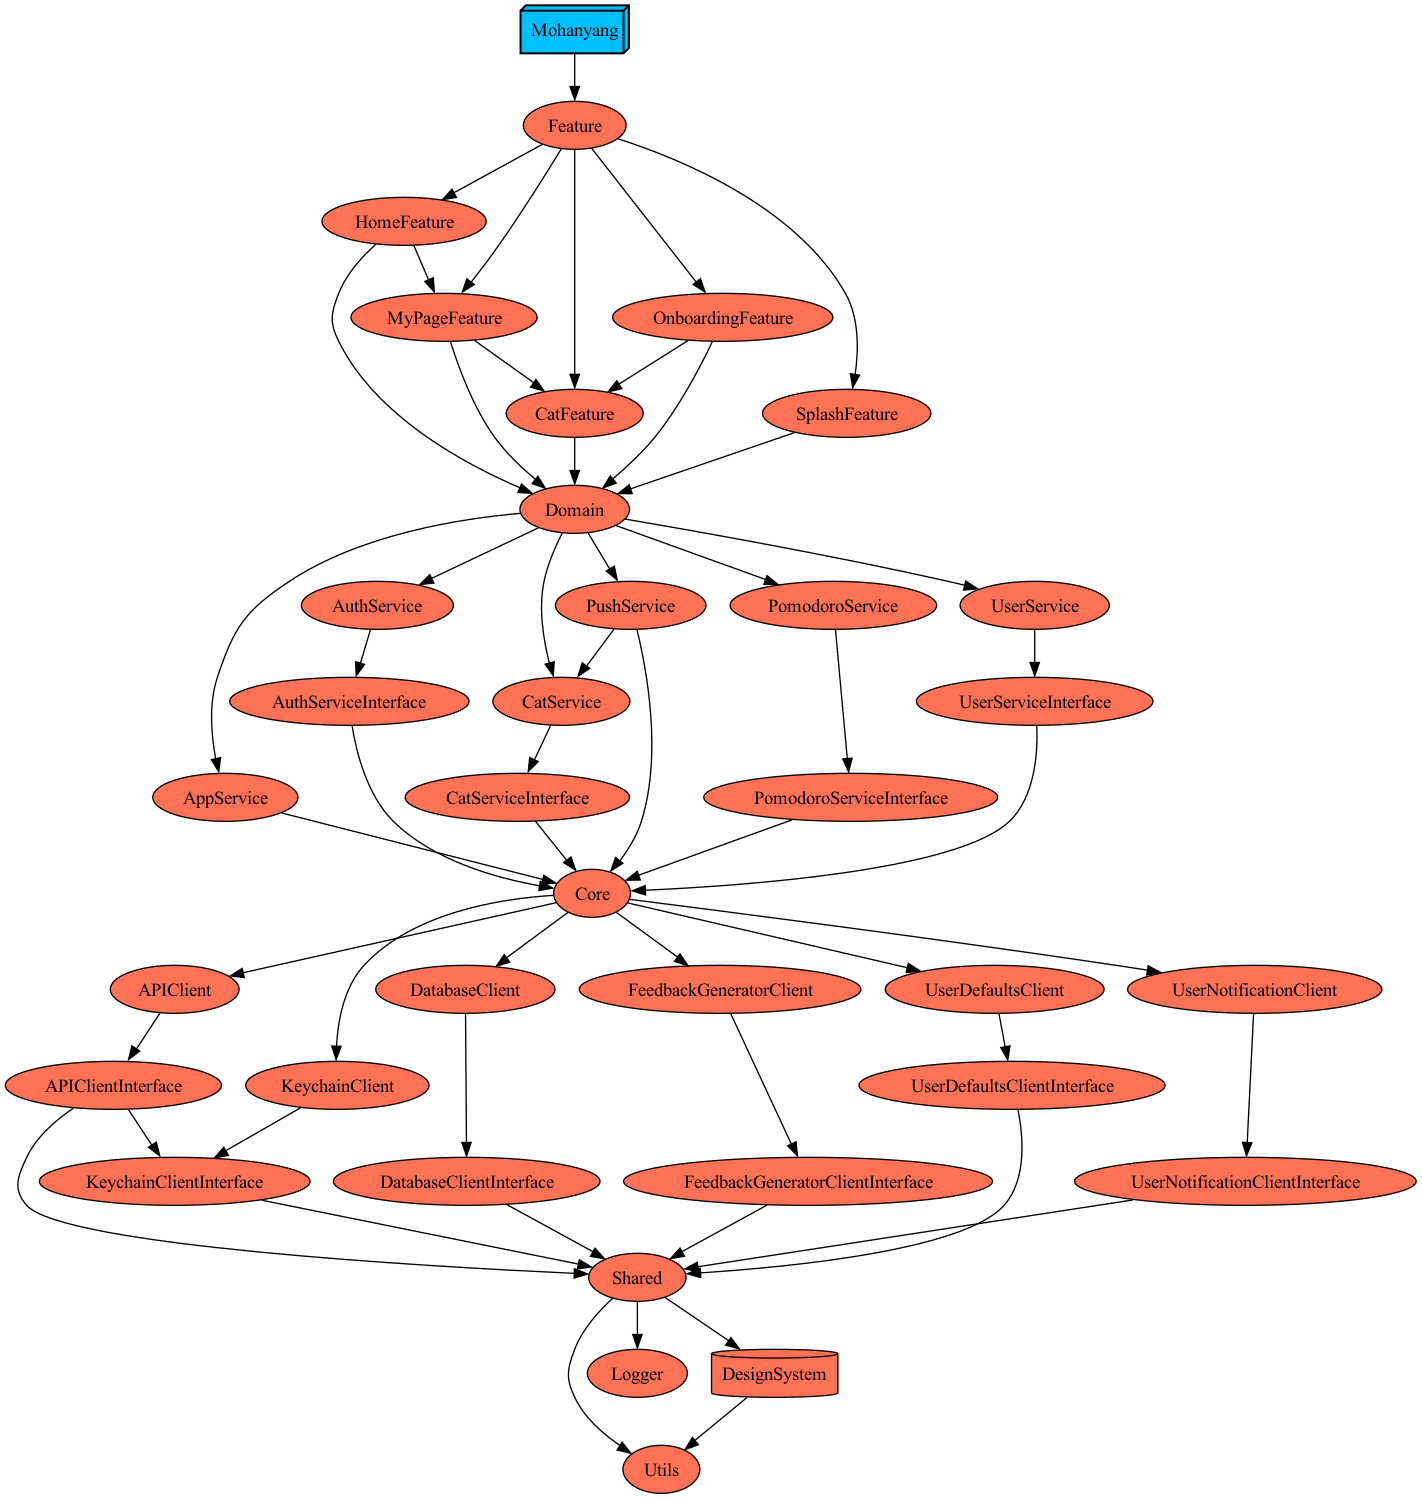 Mohanyang
Feature
HomeFeature
MyPageFeature
OnboardingFeature
CatFeature
SplashFeature
Domain
AuthService
PushService
PomodoroService
UserService
AuthServiceInterface
CatService
UserServiceInterface
AppService
CatServiceInterface
PomodoroServiceInterface
Core
APIClient
DatabaseClient
FeedbackGeneratorClient
UserDefaultsClient
UserNotificationClient
APIClientInterface
KeychainClient
UserDefaultsClientInterface
KeychainClientInterface
DatabaseClientInterface
FeedbackGeneratorClientInterface
UserNotificationClientInterface
Shared
Logger
DesignSystem
Utils